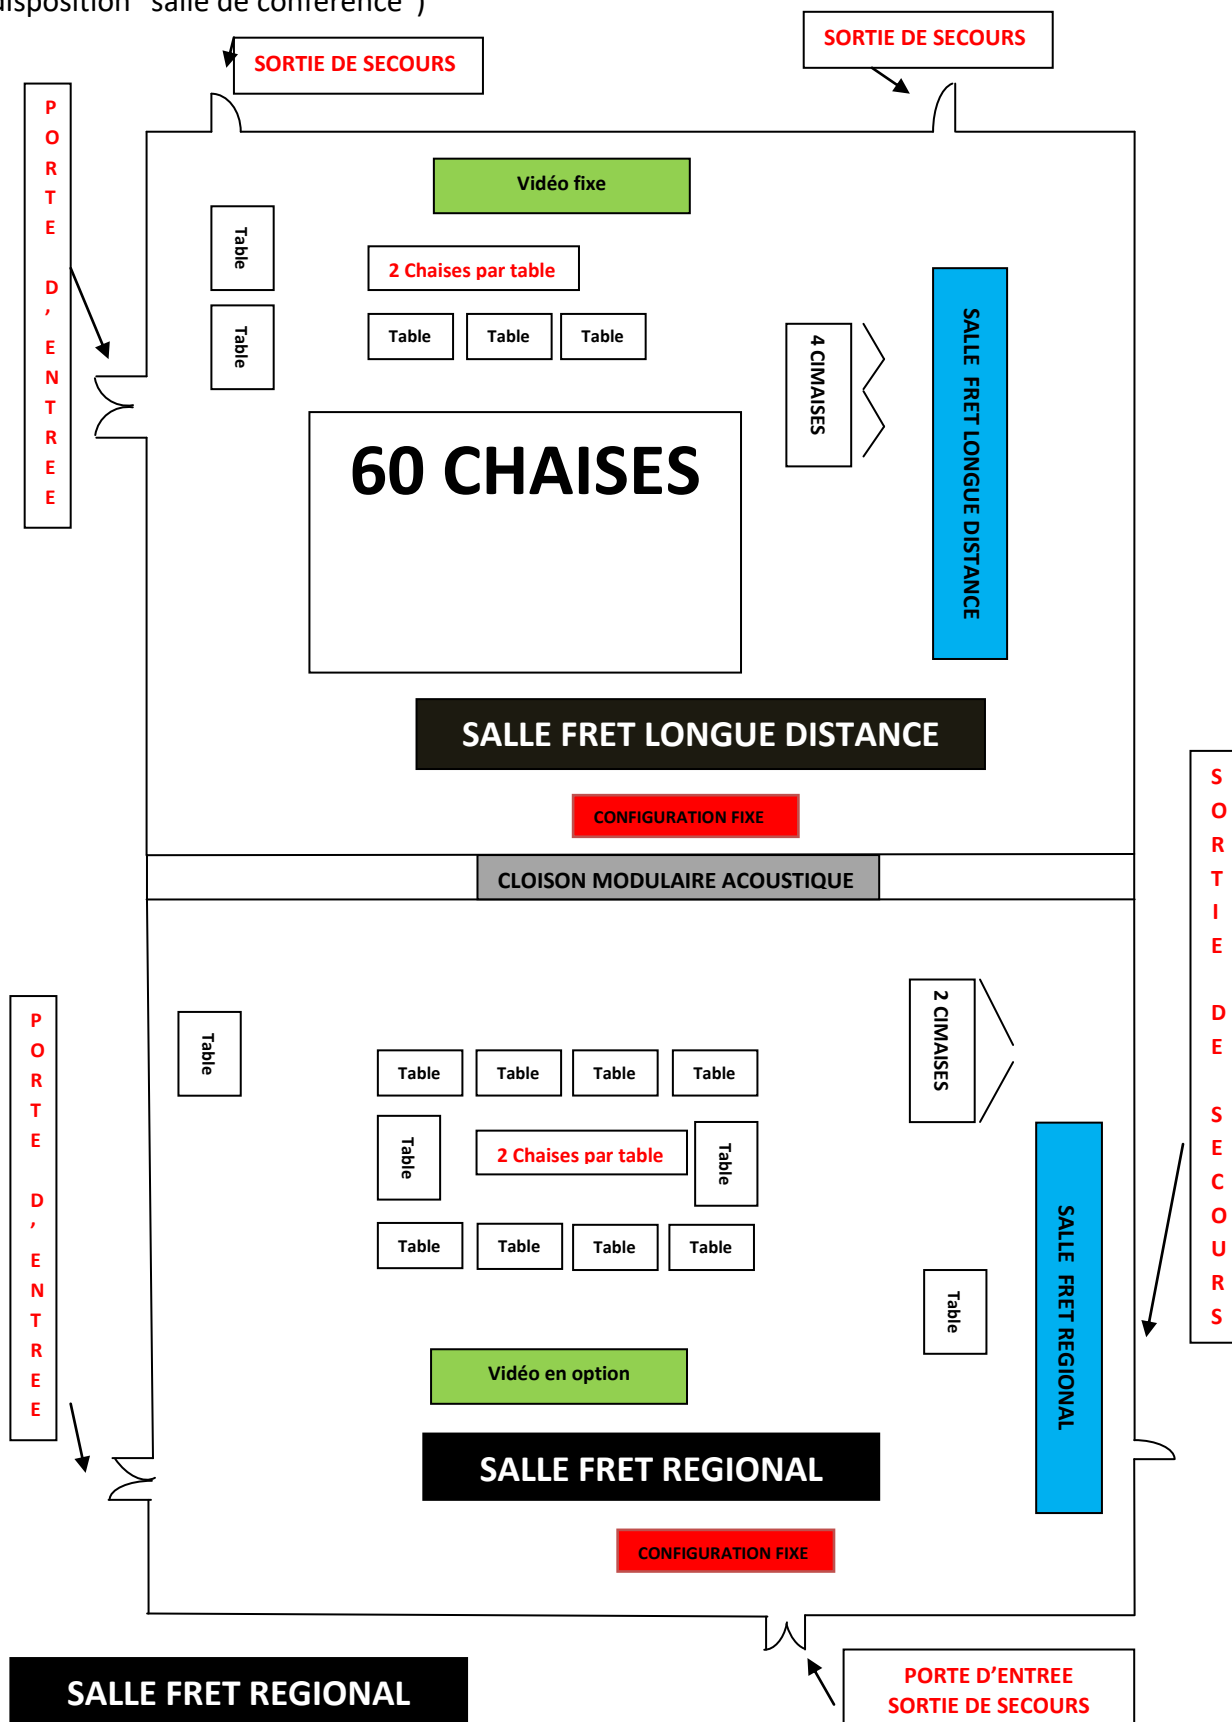 disposition "salle de conférence")
SORTIE DE SECOURS
SORTIE DE SECOURS
PORTE D’ENTREE
Vidéo fixe
Table
2 Chaises par table
Table
Table
Table
Table
4 CIMAISES
SALLE FRET LONGUE DISTANCE
60 CHAISES
SALLE FRET LONGUE DISTANCE
CONFIGURATION FIXE
CLOISON MODULAIRE ACOUSTIQUE
SORTIE DE SECOURS
PORTE D’ENTREE
2 CIMAISES
Table
Table
Table
Table
Table
Table
2 Chaises par table
Table
Table
Table
Table
Table
SALLE FRET REGIONAL
Table
Vidéo en option
SALLE FRET REGIONAL
CONFIGURATION FIXE
SALLE FRET REGIONAL
PORTE D’ENTREE
SORTIE DE SECOURS